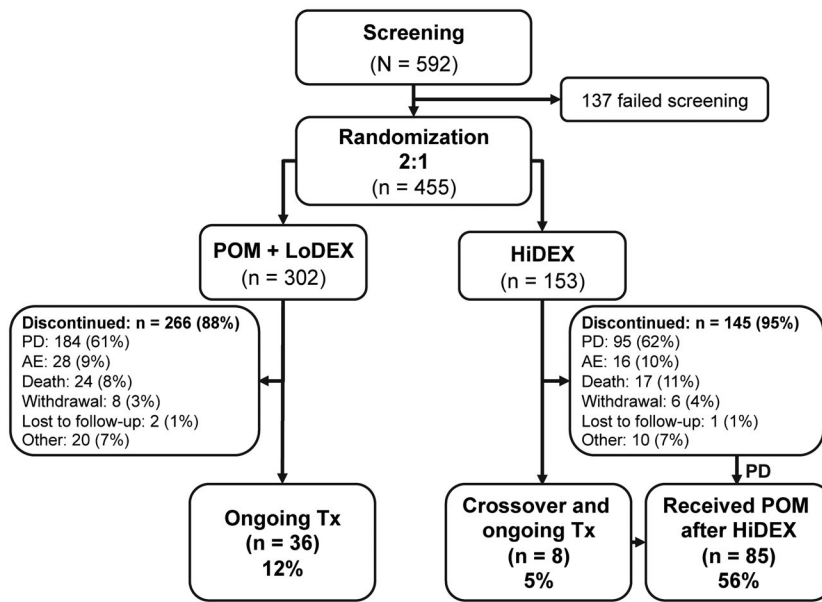 Screening
(N = 592)
137 failed screening
Randomization
2:1
(n = 455)
POM + LoDEX
(n = 302)
HiDEX
(n = 153)
Discontinued: n = 266 (88%)
PD: 184 (61%)
AE: 28 (9%)
Death: 24 (8%)
Withdrawal: 8 (3%)
Lost to follow-up: 2 (1%)
Other: 20 (7%)
Discontinued: n = 145 (95%)
PD: 95 (62%)
AE: 16 (10%)
Death: 17 (11%)
Withdrawal: 6 (4%)
Lost to follow-up: 1 (1%)
Other: 10 (7%)
PD
Ongoing Tx
(n = 36)
12%
Crossover and
ongoing Tx
(n = 8)
5%
Received POM
after HiDEX
(n = 85)
56%